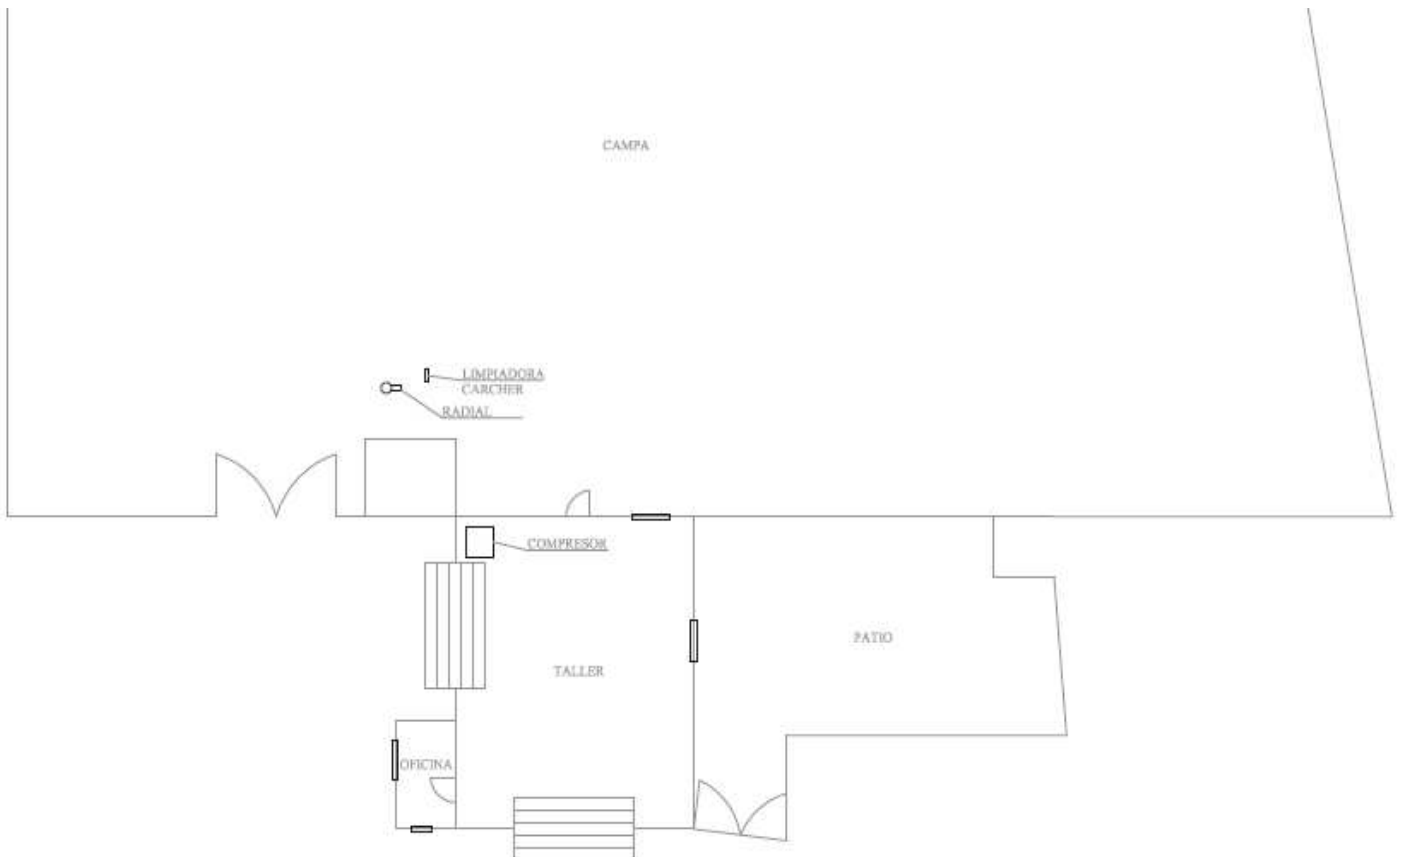 CAMPA
LIMPIADORA
CARCHER
RADIAL
COMPRESOR
PATIO
TALLER
OFICINA